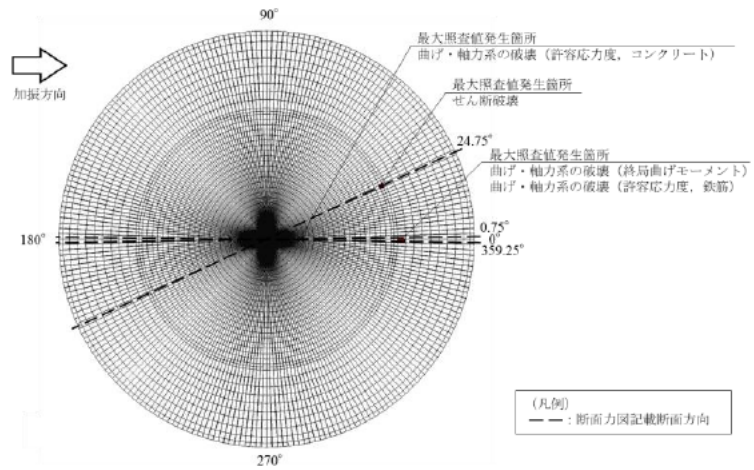 90°
加振方向
最大照査値発生箇所
曲げ・軸力系の破壊（許容応力度，コンクリート）
最大照査値発生箇所
せん断破壊
24.75°
最大照査値発生箇所
曲げ・軸力系の破壊（終局曲げモーメント）
曲げ・軸力系の破壊（許容応力度，鉄筋）
180°
0.75°
0°
359.25°
（凡例）
：断面力図記載断面方向
270°